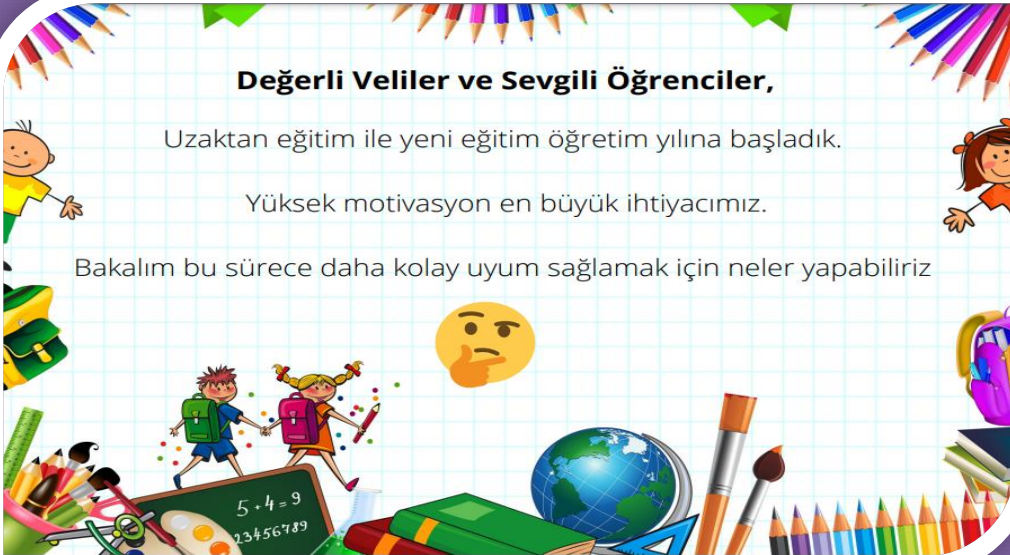 Değerli Veliler ve Sevgili Öğrenciler,
Uzaktan eğitim ile yeni eğitim öğretim yılına başladık.
Yüksek motivasyon en büyük ihtiyacımız.
Bakalım bu sürece daha kolay uyum sağlamak için neler yapabiliriz
5+4=9
23456789